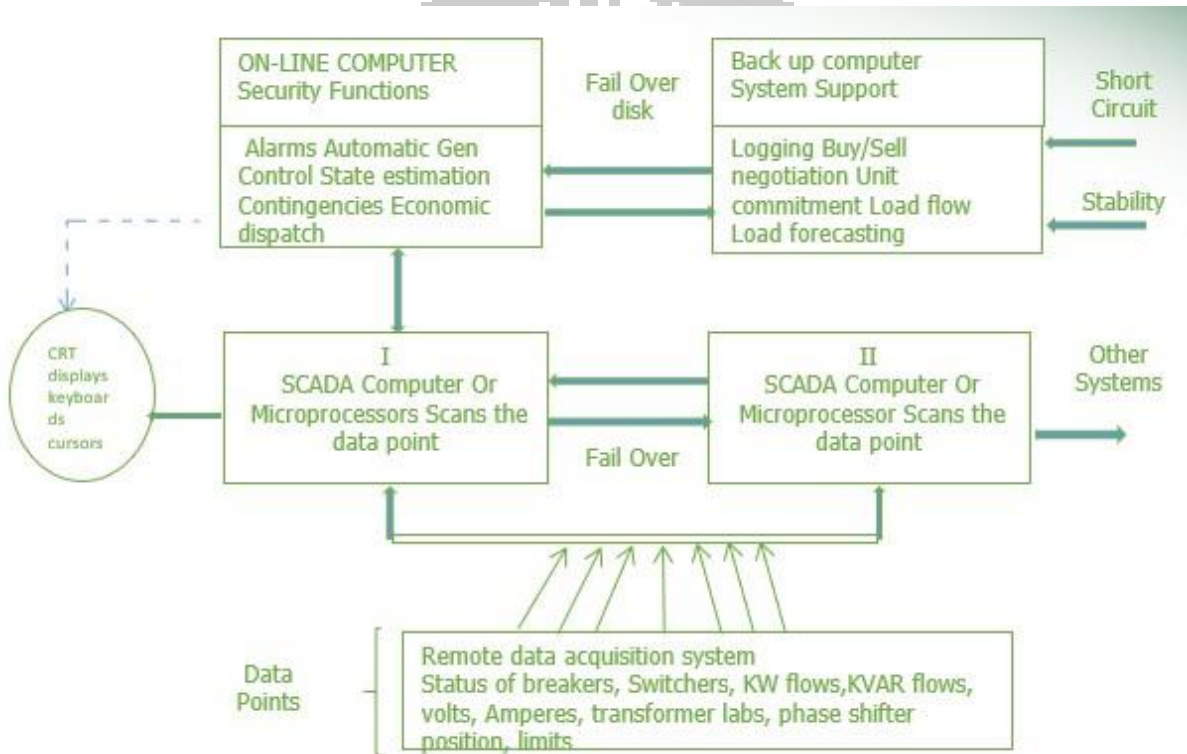 ON-LINE COMPUTER
Security Functions
Fail Over
disk
Back up computer
System Support
Short
Circuit
Alarms Automatic Gen
Control State estimation
Contingencies Economic
dispatch
Logging Buy/Sell
negotiation Unit
commitment Load flow
Load forecasting
Stability
CRT
displays
keyboar
ds
cursors
I
SCADA Computer Or
Microprocessors Scans the
data point
Fail Over
II
SCADA Computer Or
Microprocessor Scans the
data point
Other
Systems
Data
Points
Remote data acquisition system
Status of breakers, Switchers, KW flows,KVAR flows,
volts, Amperes, transformer labs, phase shifter
position, limits